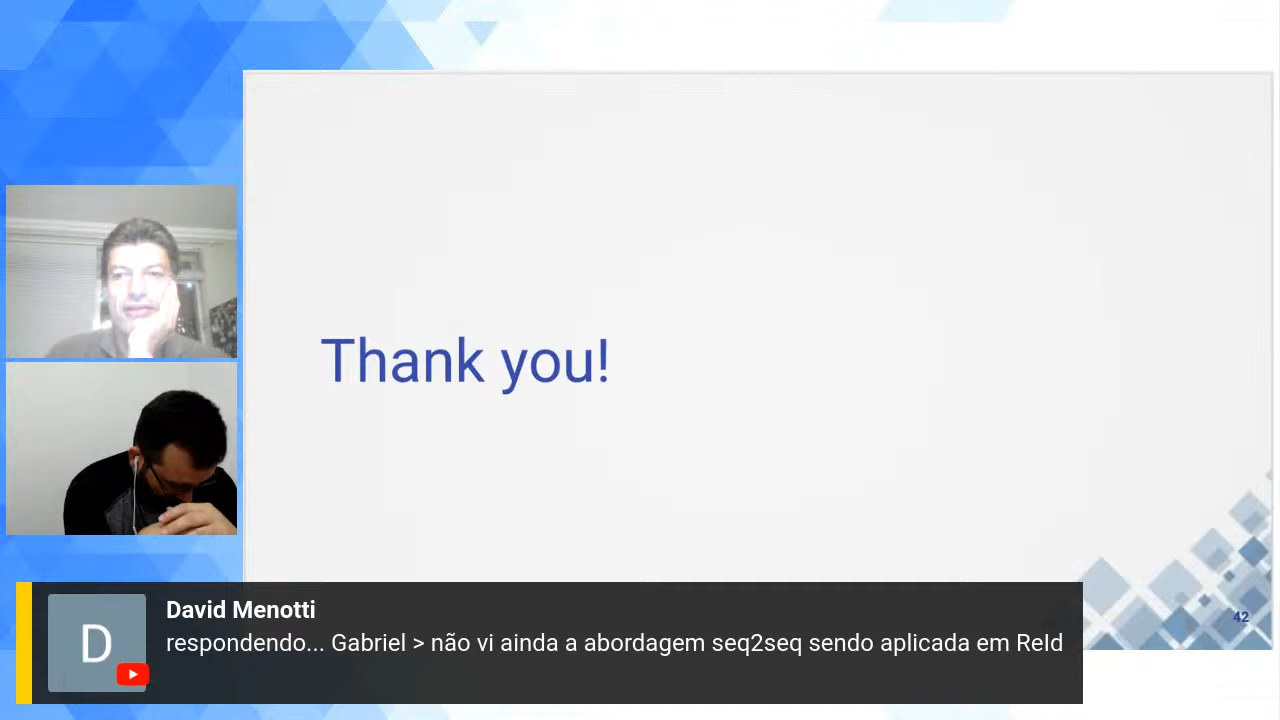 Thank you!
42
D
David Menotti
respondendo... Gabriel > não vi ainda a abordagem seq2seq sendo aplicada em ReId